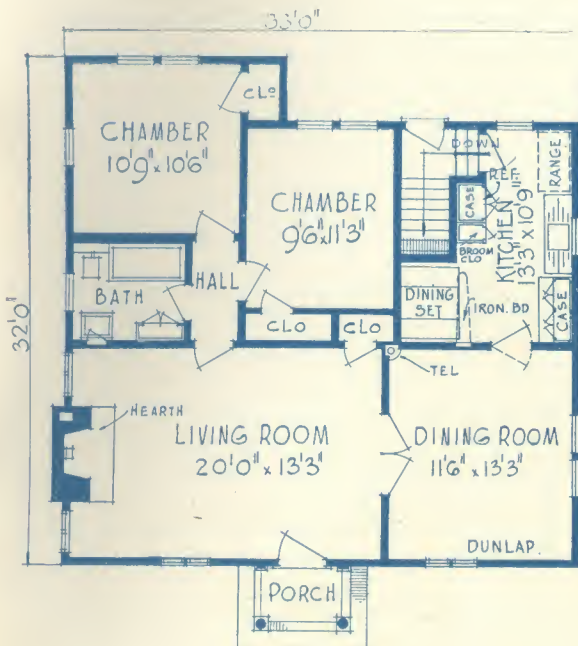 33'0"
CLO
CHAMBER
10'9" x 10'6"
DOWN
RANGE
REF.
CHAMBER
9'6" x 11'3"
CASE
KITCHEN
13'3" x 10'9"
BROOM
CLO
32'0"
BATH
HALL
DINING
SET
IRON. BD
CASE
CLO
CLO
TEL
HEARTH
LIVING ROOM
20'0" x 13'3"
DINING ROOM
11'6" x 13'3"
DUNLAP.
PORCH